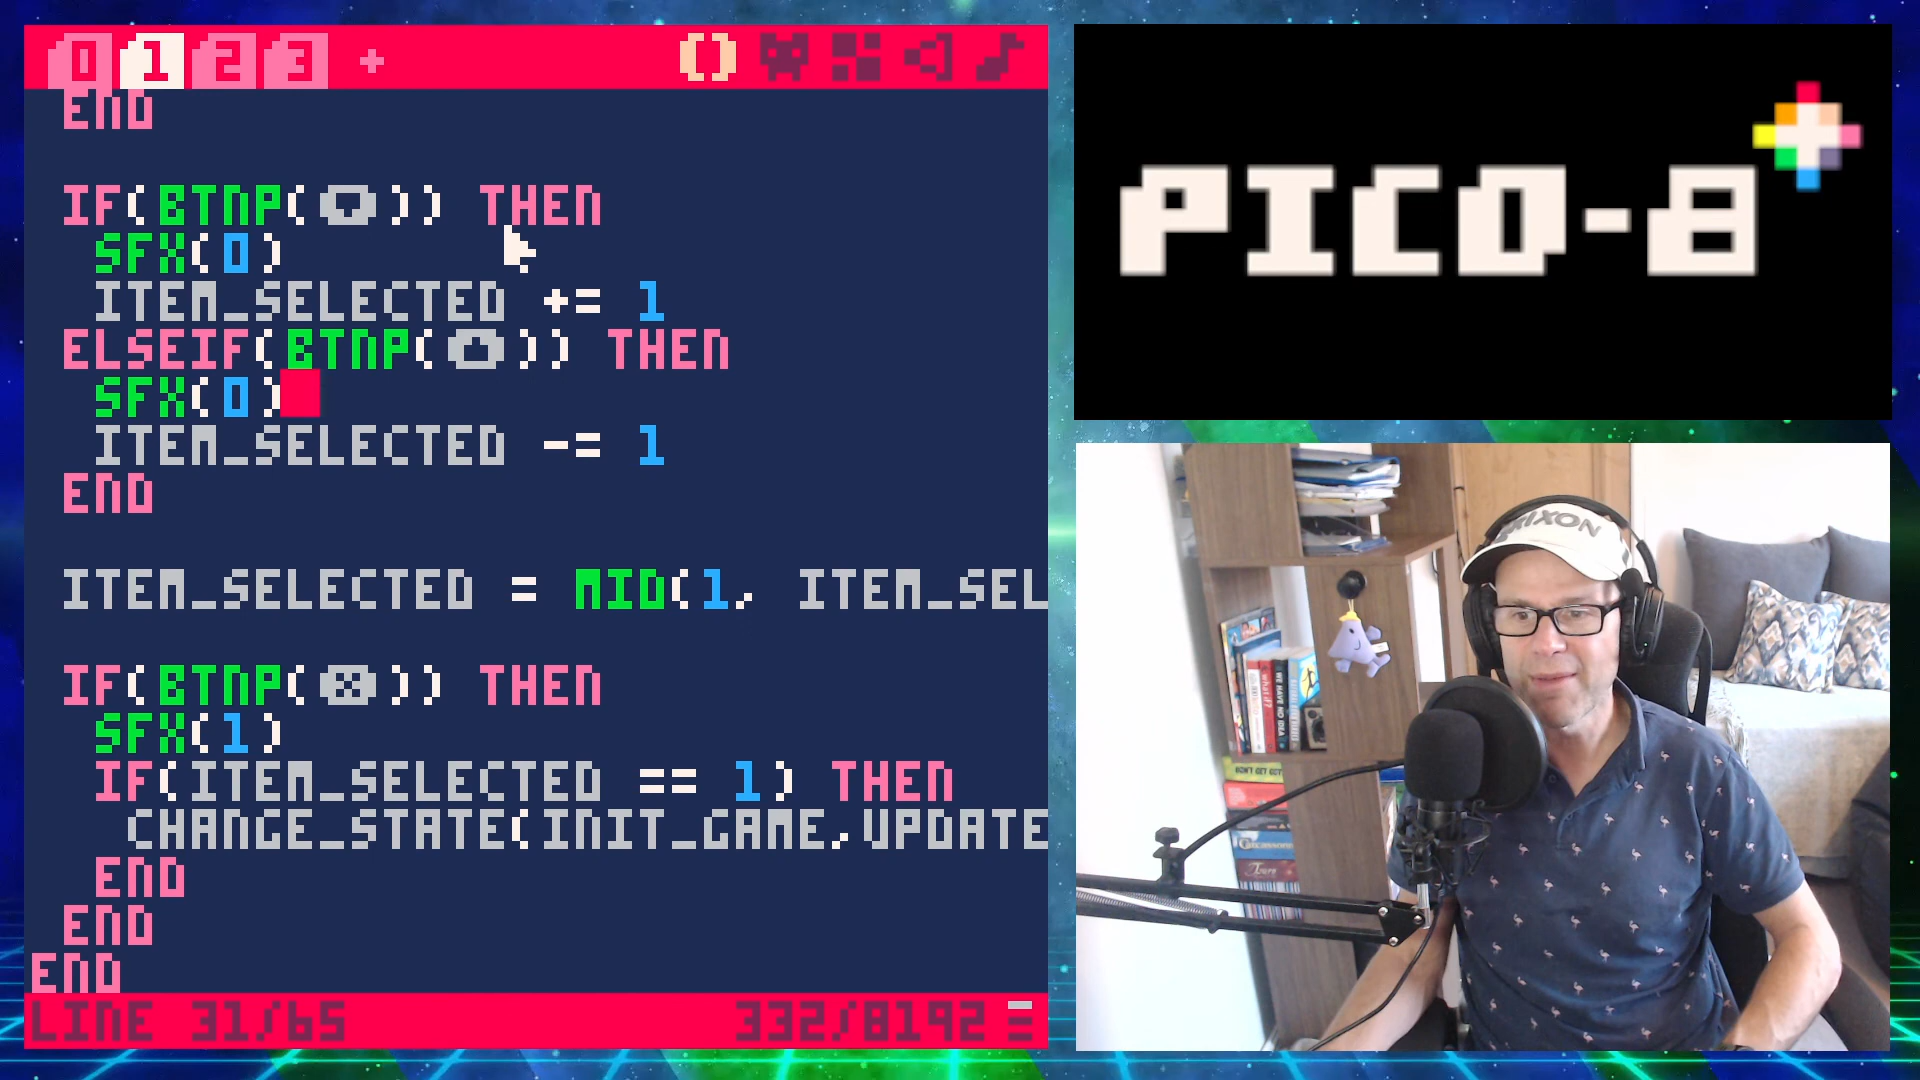 0 1 2 3 +
END
IF(BTNP(⬇️)) THEN
SFX(0)
ITEM_SELECTED += 1
ELSEIF(BTNP(⬆️)) THEN
SFX(0)
ITEM_SELECTED -= 1
END
ITEM_SELECTED = MID(1, ITEM_SEL
IF(BTNP(❎)) THEN
SFX(1)
IF(ITEM_SELECTED == 1) THEN
CHANGE_STATE(INIT_GAME,UPDATE
END
END
END
LINE 31/65 332/8192
PICO-8